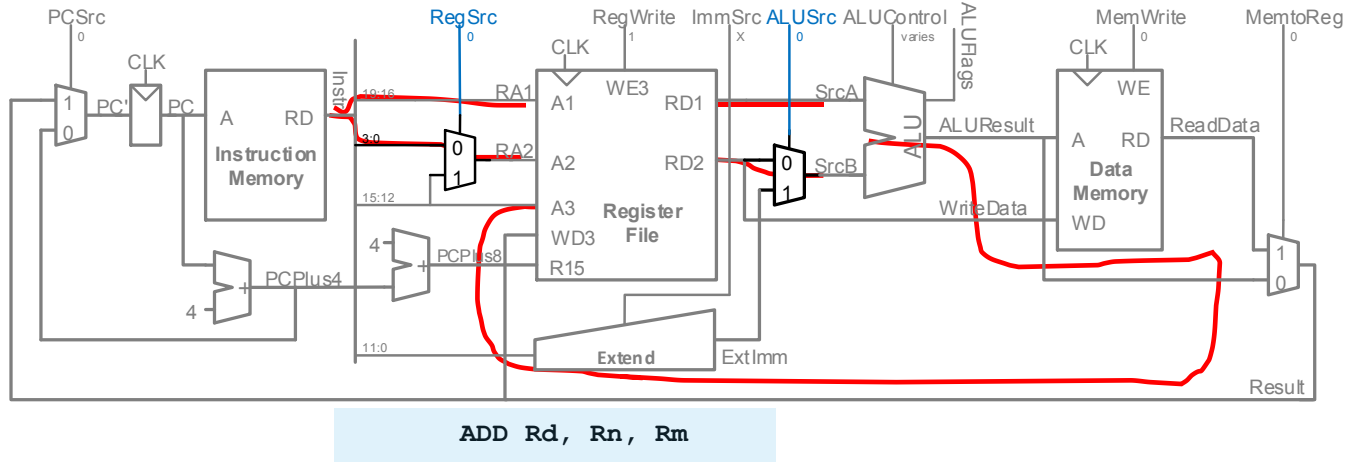 PCSrc RegSrc RegWrite ImmSrc ALUSrc ALUControl ALUFlags MemWrite MemtoReg
0 0 1 X 0 varies 0 0
CLK CLK CLK
1 PC' PC A RD Instr 19:16 RA1 A1 WE3 RD1 SrcA WE
0 3:0 0 RA2 A2 RD2 0 SrcB ALU ALUResult A RD ReadData
Instruction
Memory
1 1
Data
Memory
15:12 A3 Register
File
WriteData WD
4 WD3
PCPlus4 + PCPlus8 R15 1
4 + 0
11:0 Extend ExtImm
Result
ADD Rd, Rn, Rm